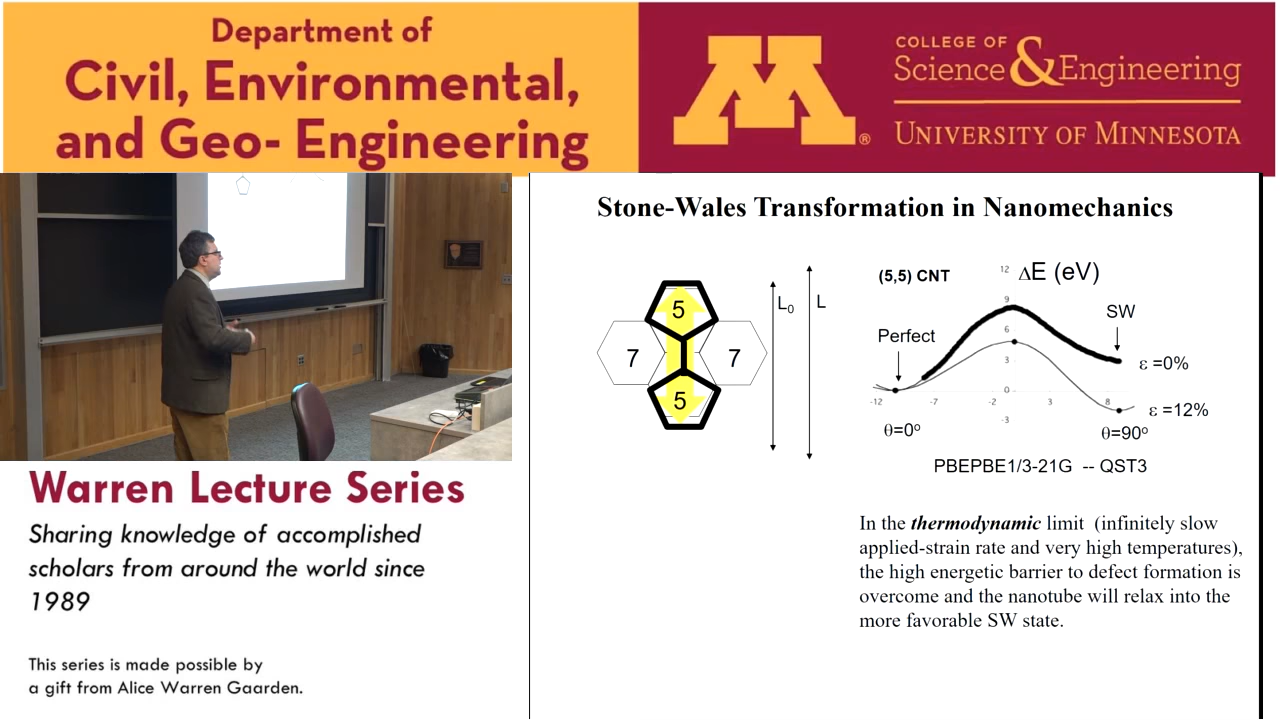 Department of
Civil, Environmental,
and Geo- Engineering
M®
COLLEGE OF
Science & Engineering
UNIVERSITY OF MINNESOTA
Warren Lecture Series
Sharing knowledge of accomplished
scholars from around the world since
1989
This series is made possible by
a gift from Alice Warren Gaarden.
Stone-Wales Transformation in Nanomechanics
5
7
7
5
L₀
L
(5,5) CNT
ΔE (eV)
12
9
6
3
0
-3
-12
-7
-2
3
8
Perfect
SW
ε =0%
ε =12%
θ=0º
θ=90º
PBEPBE1/3-21G -- QST3
In the thermodynamic limit (infinitely slow
applied-strain rate and very high temperatures),
the high energetic barrier to defect formation is
overcome and the nanotube will relax into the
more favorable SW state.